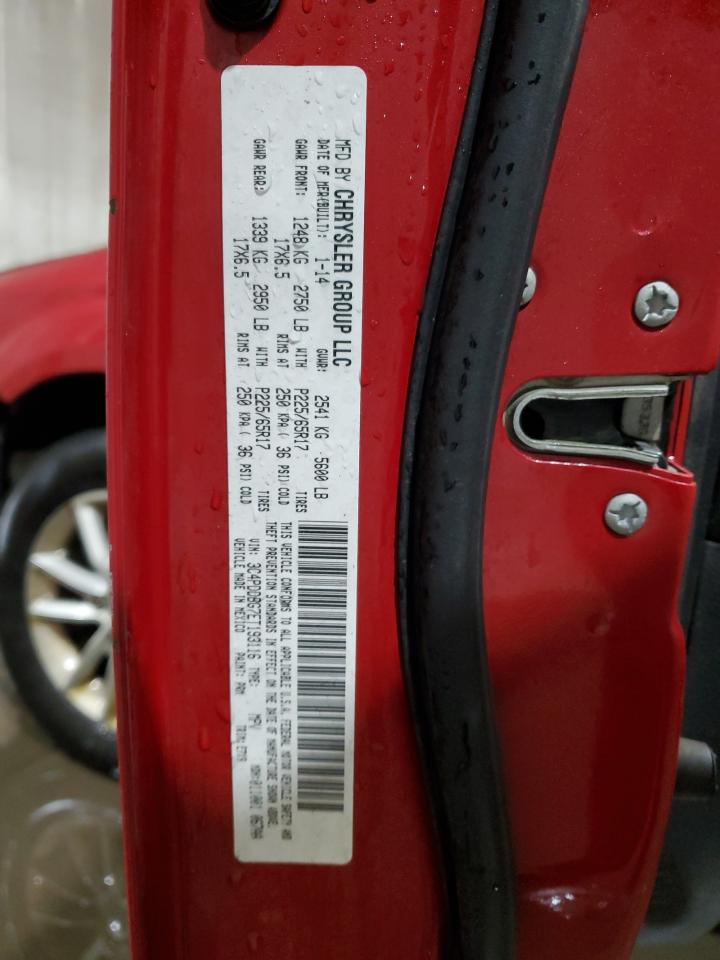 MFD BY CHRYSLER GROUP LLC
DATE OF MFR(BUILT): 1-14 GVWR: 2541 KG 5600 LB
GAWR FRONT: 1248 KG 2750 LB WITH P225/65R17 TIRES
17X6.5 RIMS AT 250 KPA( 36 PSI) COLD
GAWR REAR: 1339 KG 2950 LB WITH P225/65R17 TIRES
17X6.5 RIMS AT 250 KPA( 36 PSI) COLD
THIS VEHICLE CONFORMS TO ALL APPLICABLE U.S.A. FEDERAL MOTOR VEHICLE SAFETY AND
THEFT PREVENTION STANDARDS IN EFFECT ON THE DATE OF MANUFACTURE SHOWN ABOVE.
VIN: 3C4PDDBG7ET193116 TYPE: MPV
VEHICLE MADE IN MEXICO PAINT: PRM